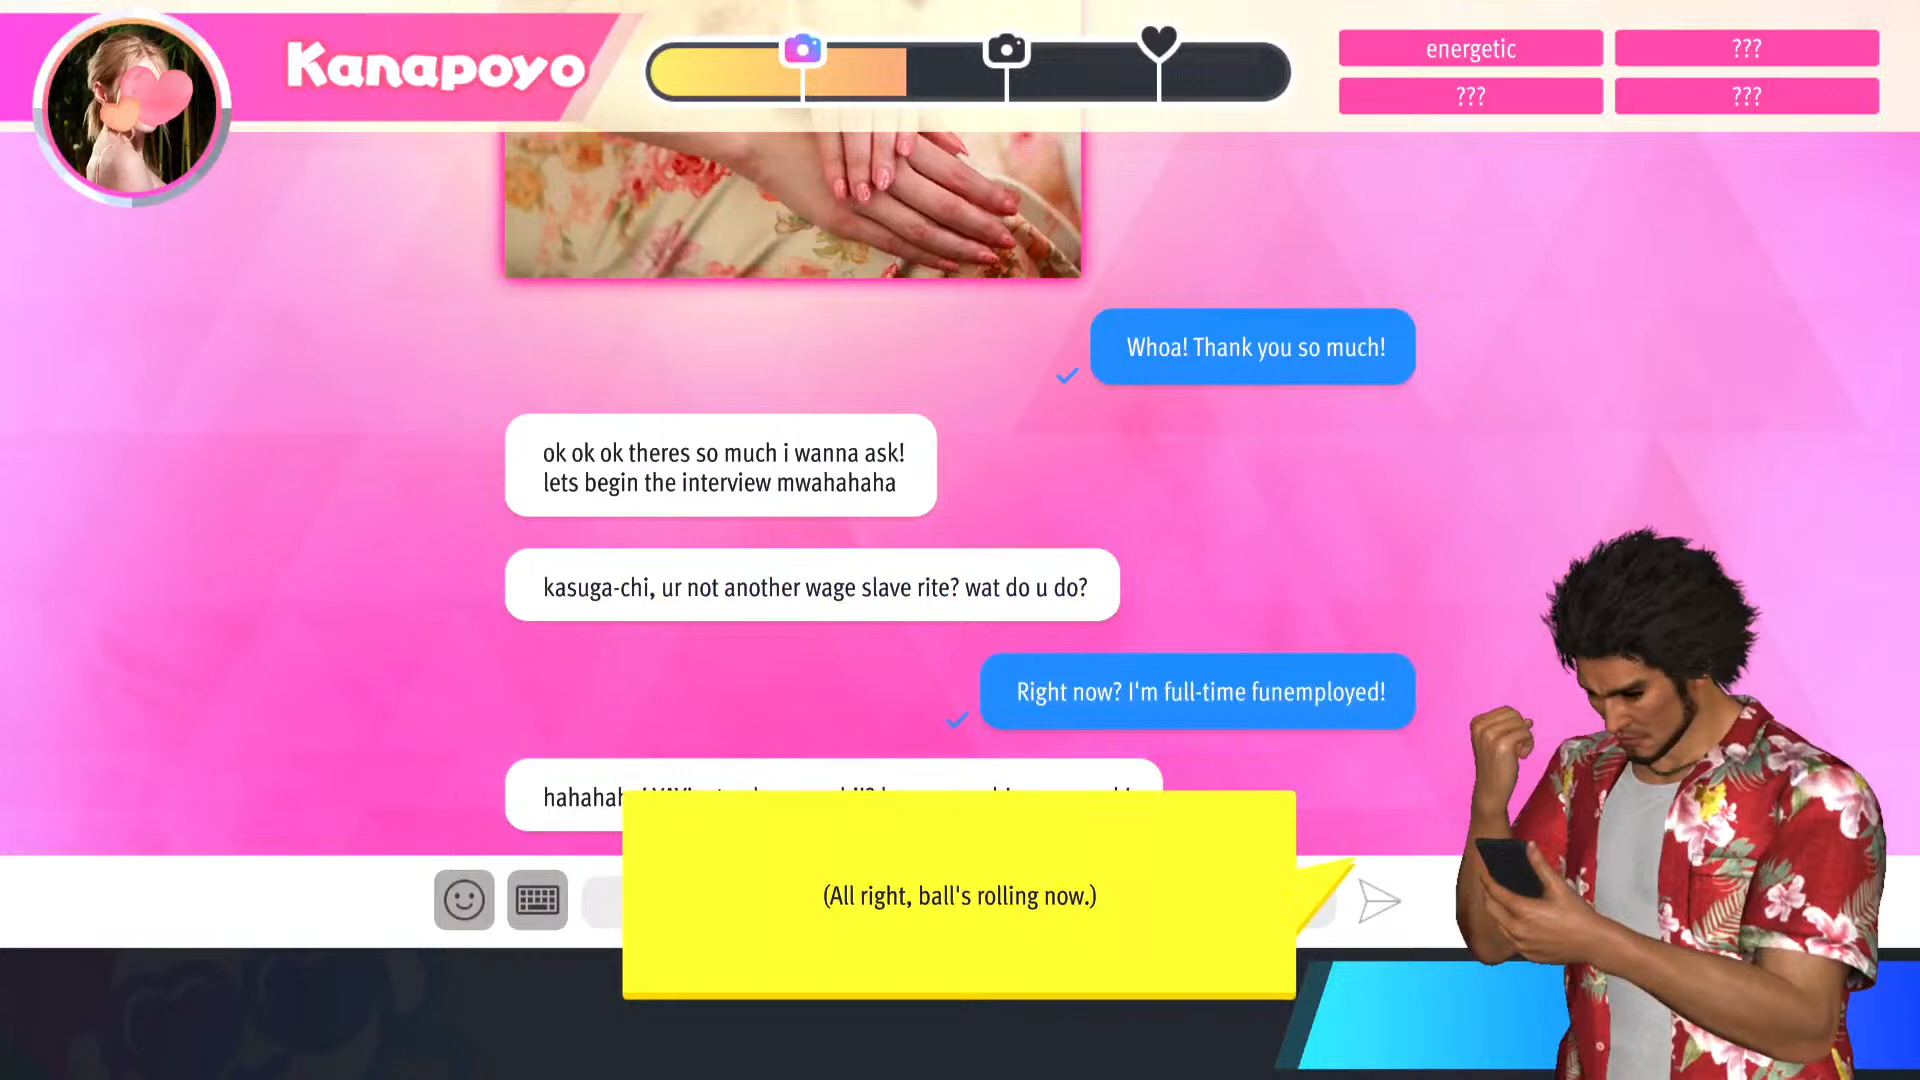 Kanapoyo
energetic
???
???
???
Whoa! Thank you so much!
ok ok ok theres so much i wanna ask!
lets begin the interview mwahahaha
kasuga-chi, ur not another wage slave rite? wat do u do?
Right now? I'm full-time funemployed!
hahahah
(All right, ball's rolling now.)